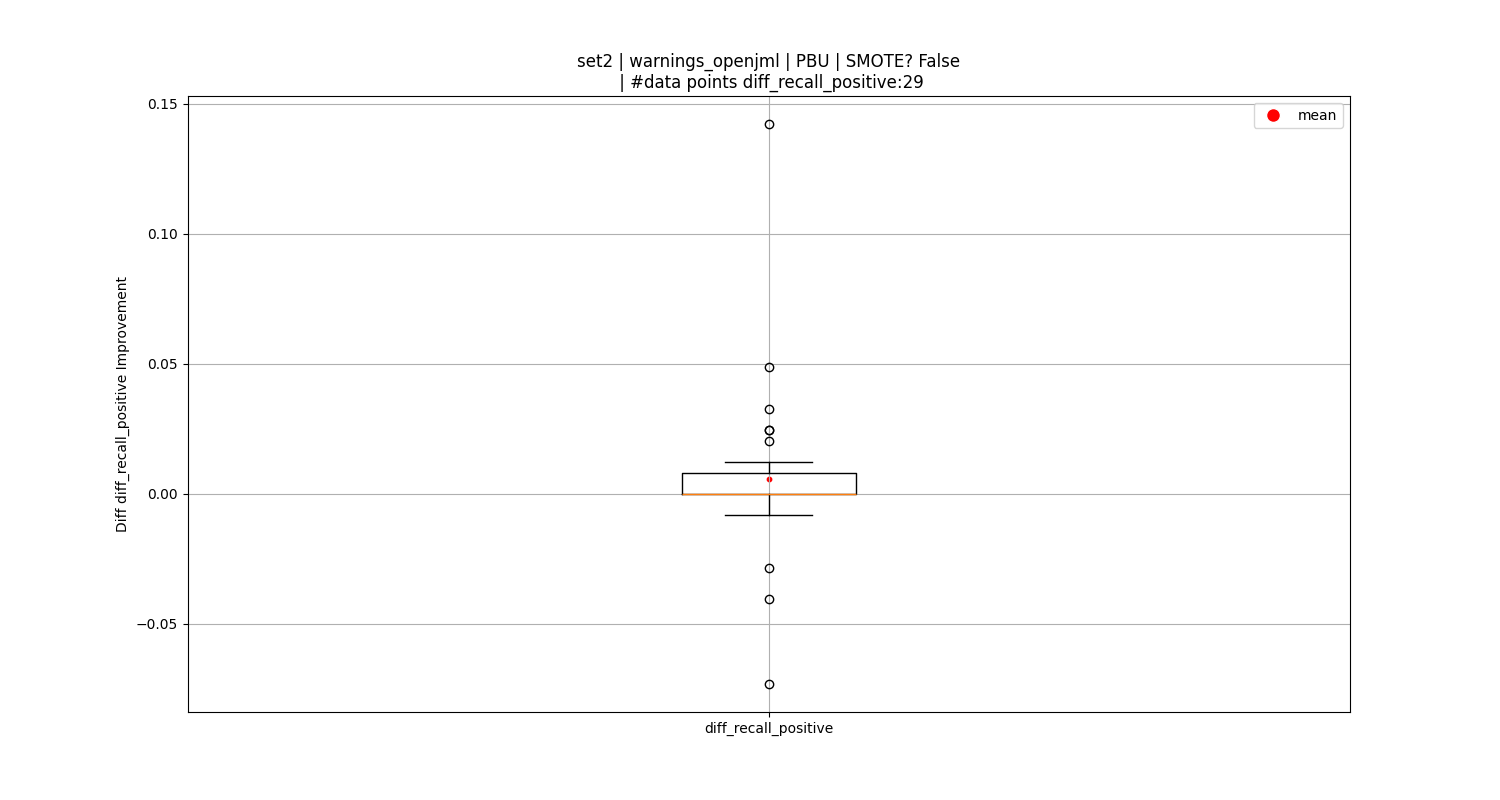 set2 | warnings_openjml | PBU | SMOTE? False
| #data points diff_recall_positive:29
mean
0.15
0.10
0.05
0.00
−0.05
Diff diff_recall_positive Improvement
diff_recall_positive